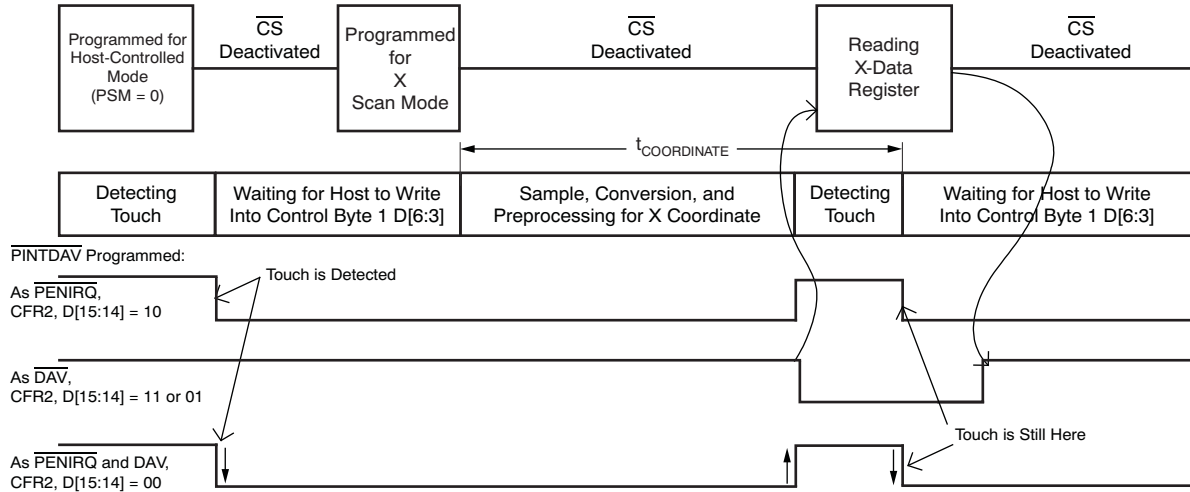 Programmed for
Host-Controlled
Mode
(PSM = 0)
CS
Deactivated
Programmed
for
X
Scan Mode
CS
Deactivated
Reading
X-Data
Register
CS
Deactivated
tCOORDINATE
Detecting
Touch
Waiting for Host to Write
Into Control Byte 1 D[6:3]
Sample, Conversion, and
Preprocessing for X Coordinate
Detecting
Touch
Waiting for Host to Write
Into Control Byte 1 D[6:3]
PINTDAV Programmed:
Touch is Detected
As PENIRQ,
CFR2, D[15:14] = 10
As DAV,
CFR2, D[15:14] = 11 or 01
Touch is Still Here
As PENIRQ and DAV,
CFR2, D[15:14] = 00